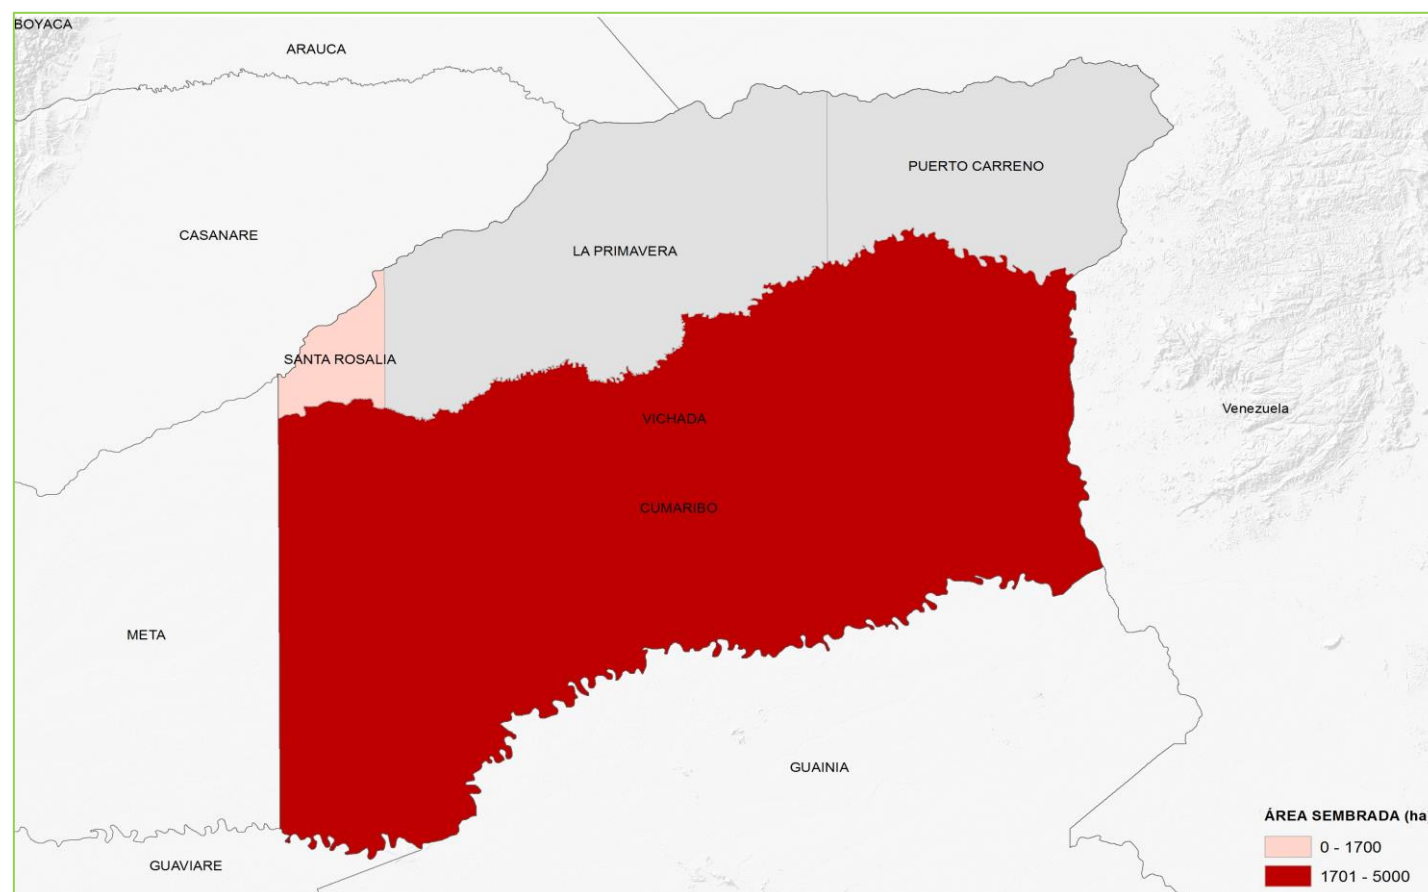 BOYACA
ARAUCA
PUERTO CARRENO
CASANARE
LA PRIMAVERA
SANTA ROSALIA
Venezuela
VICHADA
CUMARIBO
META
GUAINIA
GUAVIARE
ÁREA SEMBRADA (ha
0 - 1700
1701 - 5000